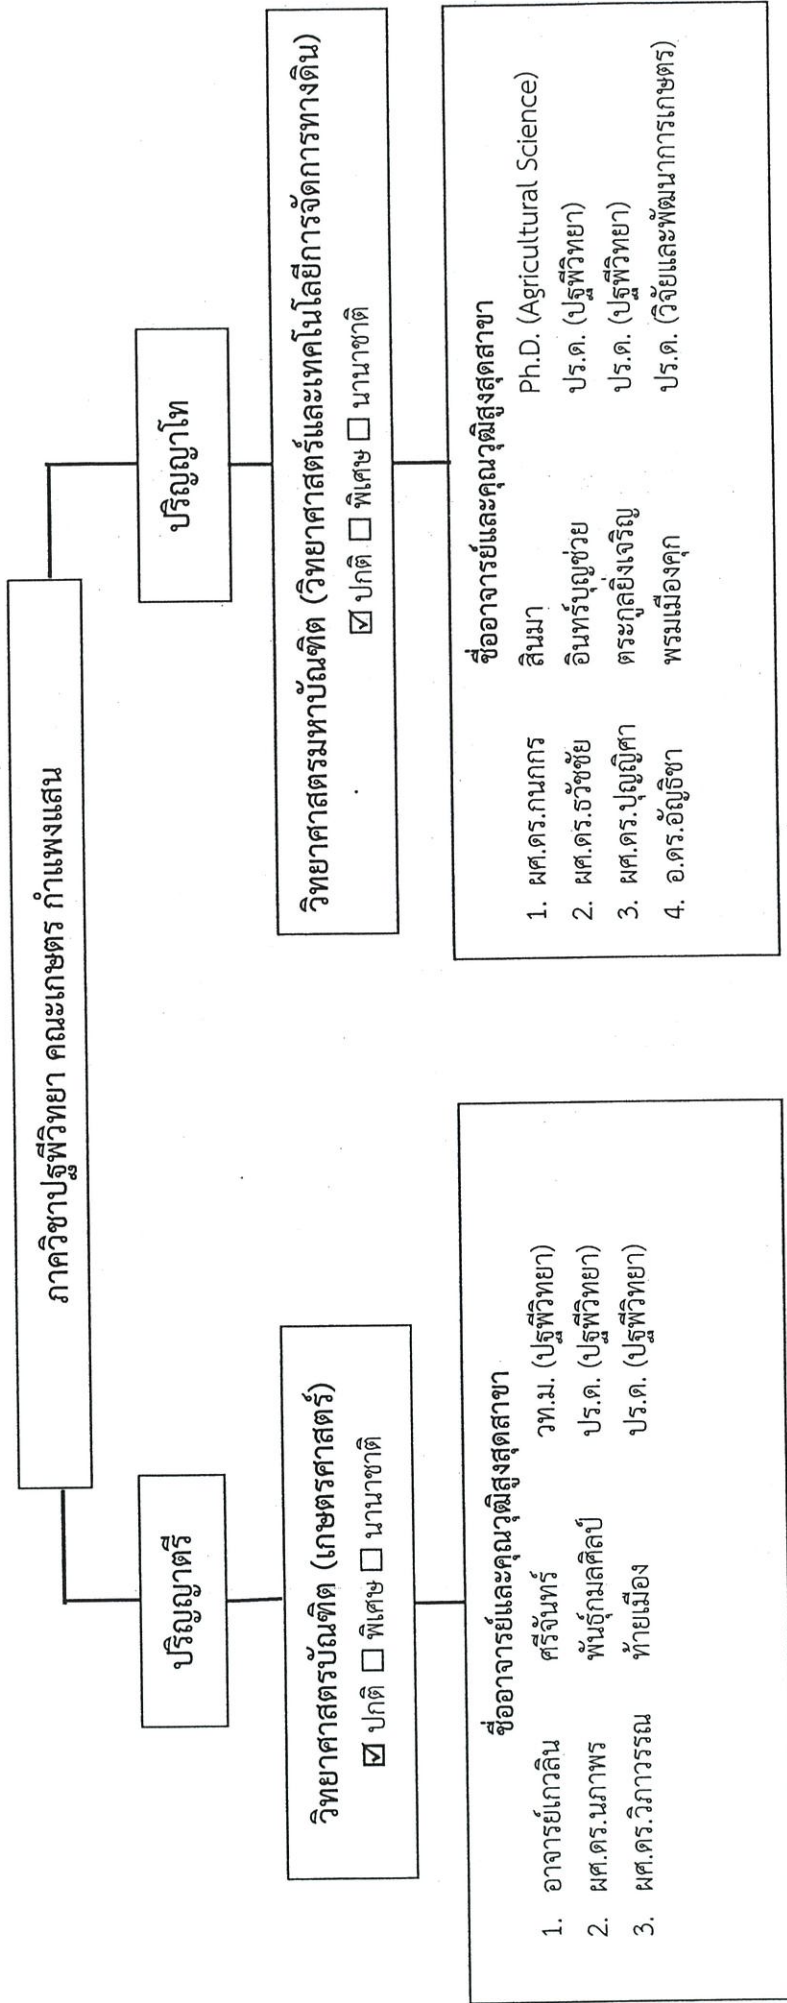 ภาควิชาปฐพีวิทยา คณะเกษตร กำแพงแสน
ปริญญาตรี
วิทยาศาสตรบัณฑิต (เกษตรศาสตร์)
☑ ปกติ ☐ พิเศษ ☐ นานาชาติ
ชื่ออาจารย์และคุณวุฒิสูงสุดสาขา
1. อาจารย์เกวลิน ศรีจันทร์ วท.ม. (ปฐพีวิทยา)
2. ผศ.ดร.นภาพร พันธุ์กมลศิลป์ ปร.ด. (ปฐพีวิทยา)
3. ผศ.ดร.วิภาวรรณ ท้ายเมือง ปร.ด. (ปฐพีวิทยา)
ปริญญาโท
วิทยาศาสตรมหาบัณฑิต (วิทยาศาสตร์และเทคโนโลยีการจัดการทางดิน)
☑ ปกติ ☐ พิเศษ ☐ นานาชาติ
ชื่ออาจารย์และคุณวุฒิสูงสุดสาขา
1. ผศ.ดร.กนกกร สินมา Ph.D. (Agricultural Science)
2. ผศ.ดร.ธวัชชัย อินทร์บุญช่วย ปร.ด. (ปฐพีวิทยา)
3. ผศ.ดร.ปุญญิศา ตระกูลยิ่งเจริญ ปร.ด. (ปฐพีวิทยา)
4. อ.ดร.อัญธิชา พรมเมืองคุก ปร.ด. (วิจัยและพัฒนาการเกษตร)